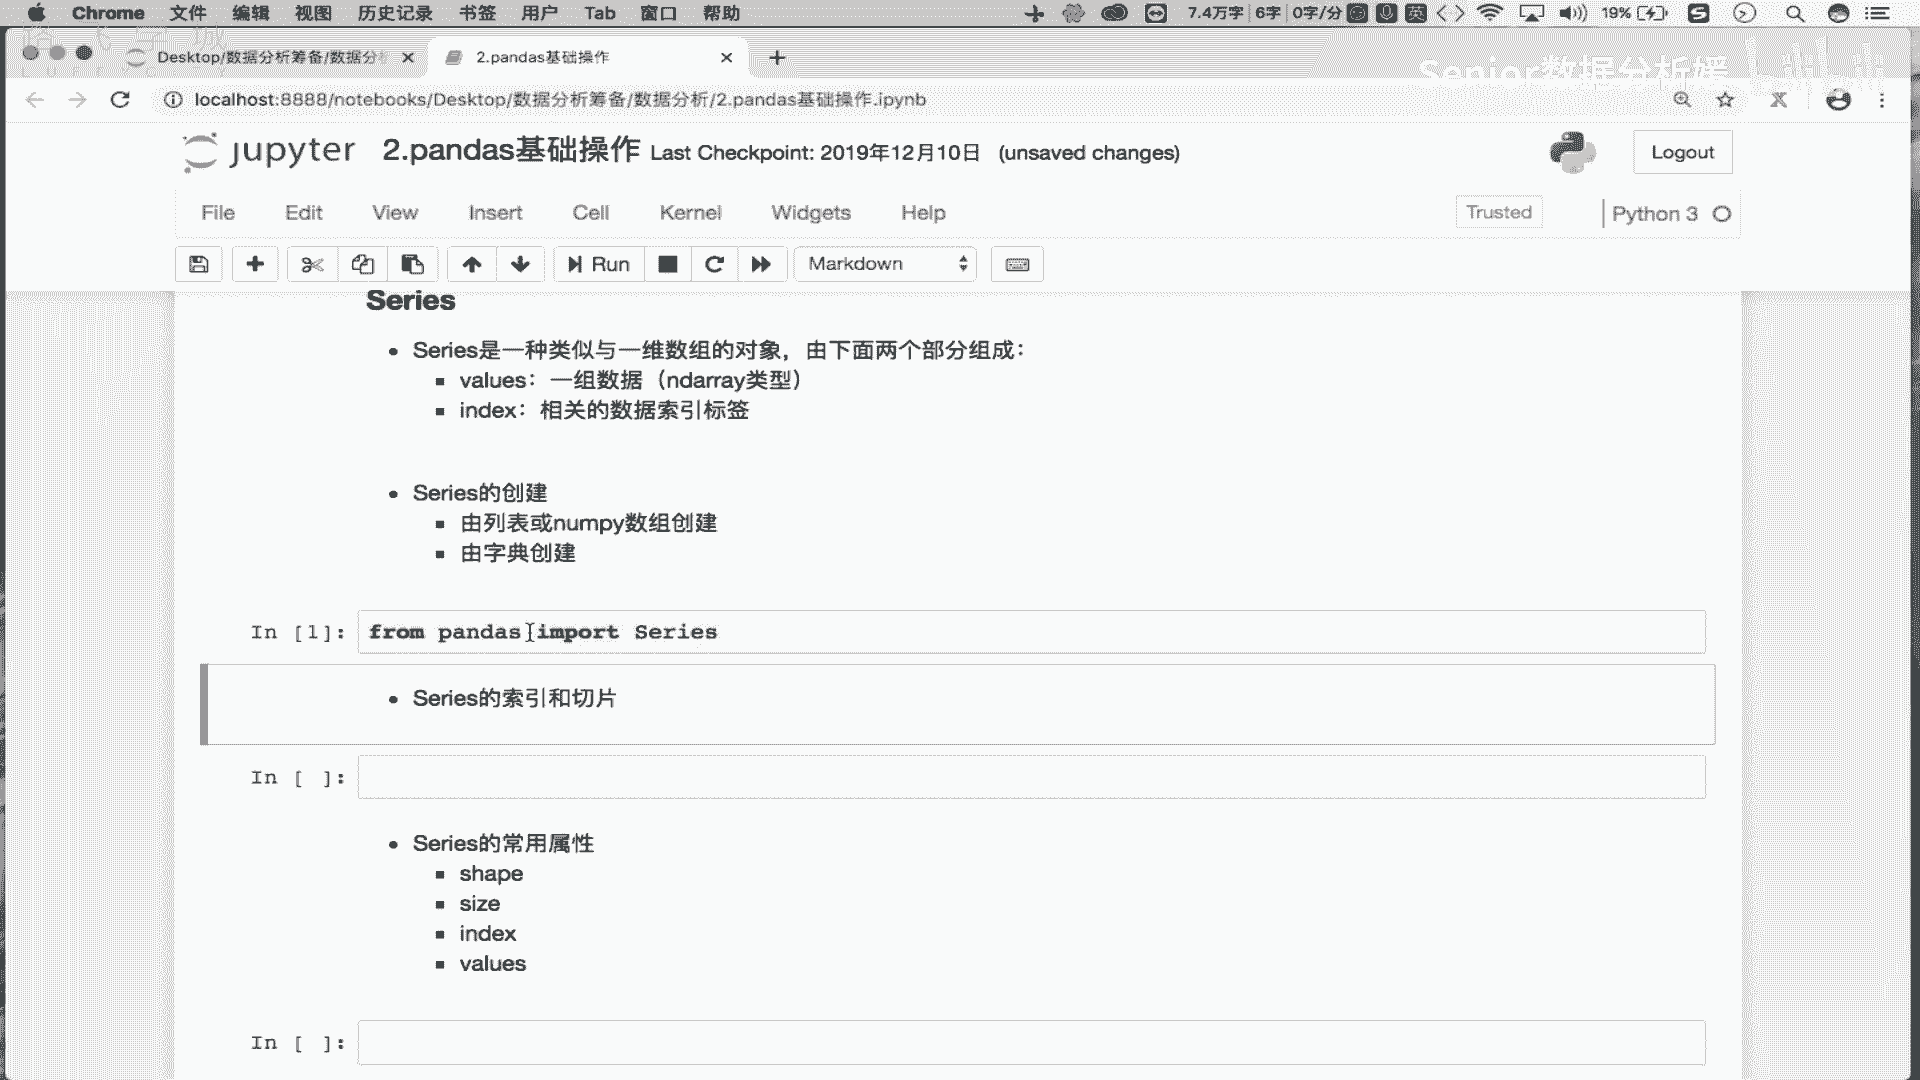 Chrome 文件 编辑 视图 历史记录 书签 用户 Tab 窗口 帮助 7.4万字 6字 0字/分 英 19%
Desktop/数据分析筹备/数据分析
2.pandas基础操作
Senior数据分析媛 bilibili
localhost:8888/notebooks/Desktop/数据分析筹备/数据分析/2.pandas基础操作.ipynb
jupyter 2.pandas基础操作 Last Checkpoint: 2019年12月10日 (unsaved changes)
Logout
File Edit View Insert Cell Kernel Widgets Help
Trusted Python 3
Run Markdown
Series
Series是一种类似与一维数组的对象，由下面两个部分组成：
values：一组数据（ndarray类型）
index：相关的数据索引标签
Series的创建
由列表或numpy数组创建
由字典创建
In [1]: from pandas import Series
Series的索引和切片
In [ ]:
Series的常用属性
shape
size
index
values
In [ ]: